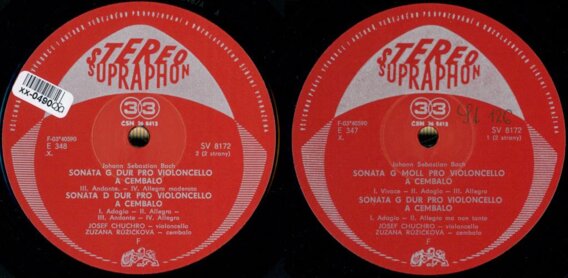 STEREO
SUPRAPHON
xx-0490
33
ČSN 36 8412
F-03*40590
E 348
X.
SV 8172
2 (2 strany)
Johann Sebastian Bach
SONATA G DUR PRO VIOLONCELLO
A CEMBALO
III. Andante. – IV. Allegro moderato
SONATA D DUR PRO VIOLONCELLO
A CEMBALO
I. Adagio – II. Allegro –
III. Andante – IV. Allegro
JOSEF CHUCHRO – violoncello
ZUZANA RŮŽIČKOVÁ – cembalo
F
STEREO
SUPRAPHON
33
ČSN 36 8412
F-03*40590
E 347
X.
SV 8172
1 (2 strany)
Johann Sebastian Bach
SONATA G MOLL PRO VIOLONCELLO
A CEMBALO
I. Vivace – II. Adagio – III. Allegro
SONATA G DUR PRO VIOLONCELLO
A CEMBALO
I. Adagio – II. Allegro ma non tanto
JOSEF CHUCHRO – violoncello
ZUZANA RŮŽIČKOVÁ – cembalo
F